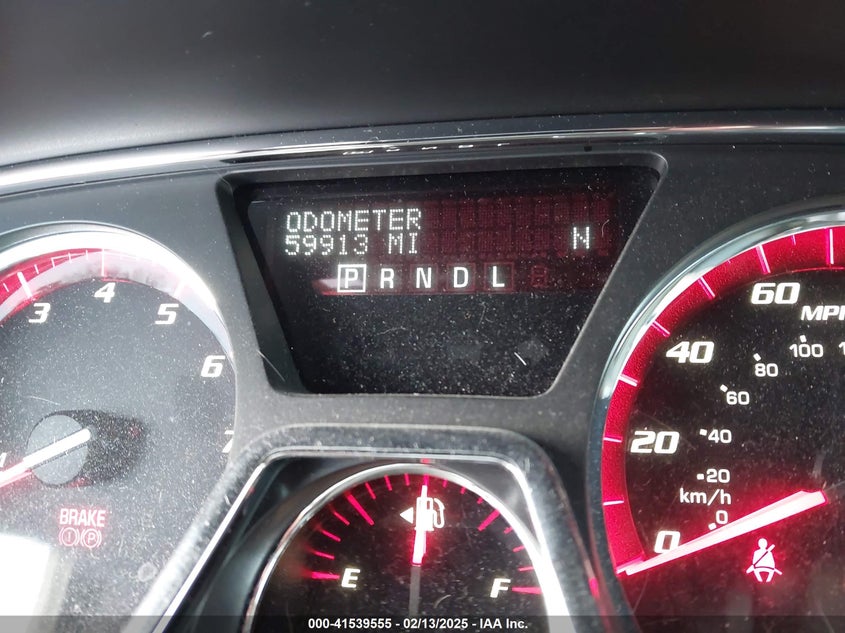 ODOMETER
59913 MI
N
P R N D L
3 4 5 6 7
BRAKE
E F
60 MPH
40
20
0
100
80
60
40
20
km/h
0
000-41539555 - 02/13/2025 - IAA Inc.